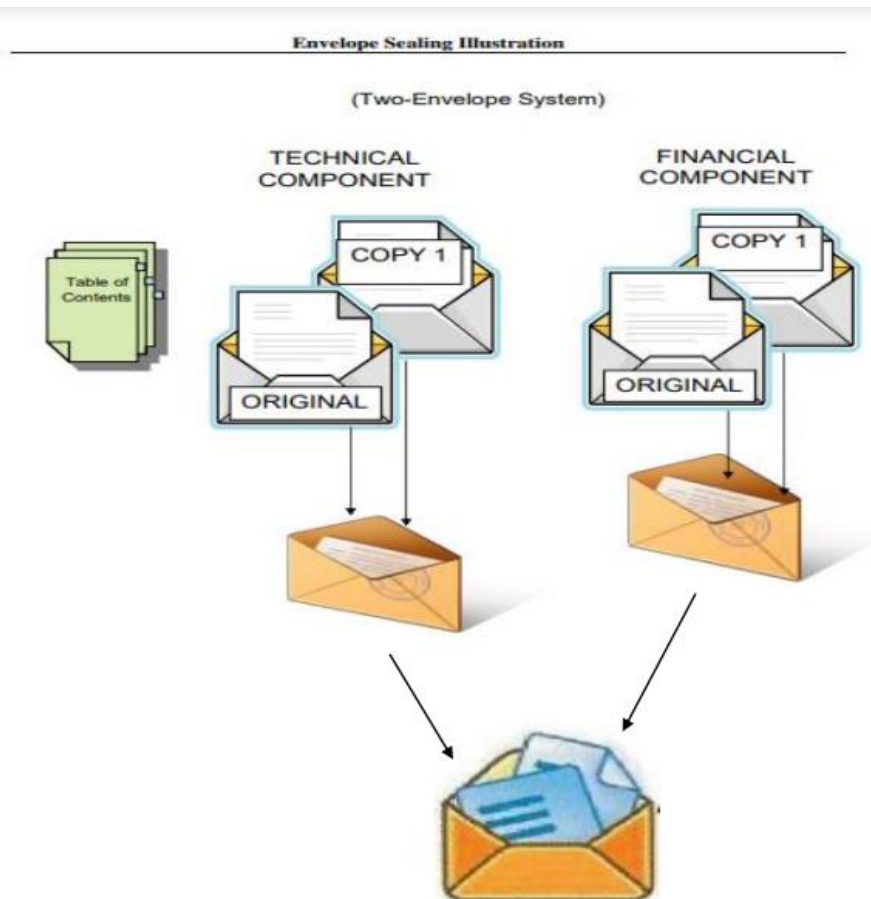 Envelope Sealing Illustration
(Two-Envelope System)
TECHNICAL
COMPONENT
FINANCIAL
COMPONENT
Table of
Contents
COPY 1
ORIGINAL
COPY 1
ORIGINAL